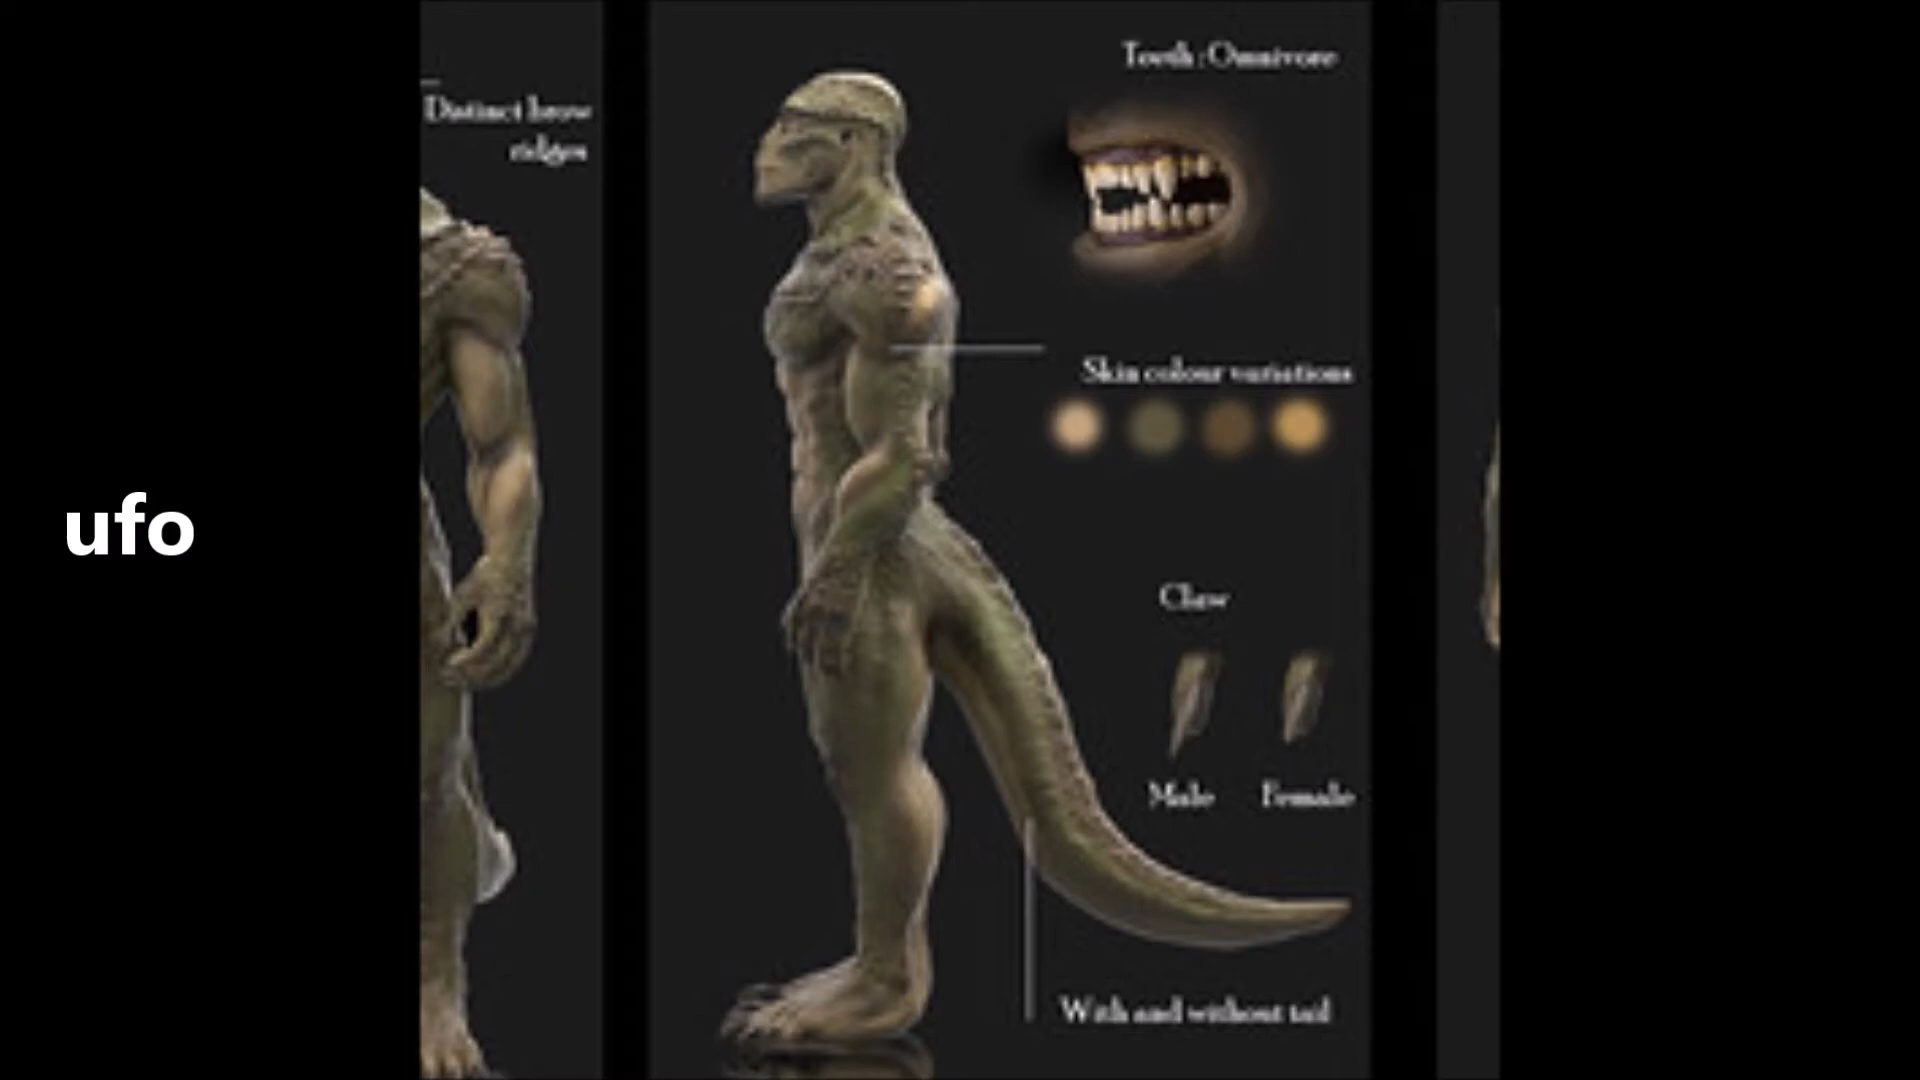 Teeth : Omnivore
Distinct brow
ridges
Skin colour variations
ufo
Claw
Male Female
With and without tail